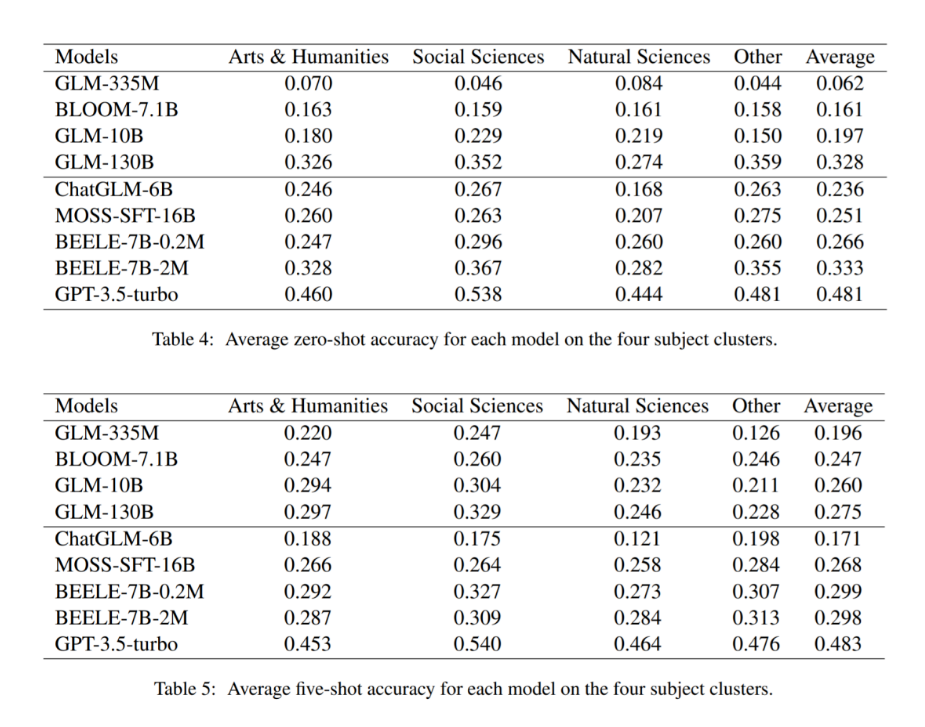 Models Arts & Humanities Social Sciences Natural Sciences Other Average
GLM-335M 0.070 0.046 0.084 0.044 0.062
BLOOM-7.1B 0.163 0.159 0.161 0.158 0.161
GLM-10B 0.180 0.229 0.219 0.150 0.197
GLM-130B 0.326 0.352 0.274 0.359 0.328
ChatGLM-6B 0.246 0.267 0.168 0.263 0.236
MOSS-SFT-16B 0.260 0.263 0.207 0.275 0.251
BEELE-7B-0.2M 0.247 0.296 0.260 0.260 0.266
BEELE-7B-2M 0.328 0.367 0.282 0.355 0.333
GPT-3.5-turbo 0.460 0.538 0.444 0.481 0.481
Table 4: Average zero-shot accuracy for each model on the four subject clusters.
Models Arts & Humanities Social Sciences Natural Sciences Other Average
GLM-335M 0.220 0.247 0.193 0.126 0.196
BLOOM-7.1B 0.247 0.260 0.235 0.246 0.247
GLM-10B 0.294 0.304 0.232 0.211 0.260
GLM-130B 0.297 0.329 0.246 0.228 0.275
ChatGLM-6B 0.188 0.175 0.121 0.198 0.171
MOSS-SFT-16B 0.266 0.264 0.258 0.284 0.268
BEELE-7B-0.2M 0.292 0.327 0.273 0.307 0.299
BEELE-7B-2M 0.287 0.309 0.284 0.313 0.298
GPT-3.5-turbo 0.453 0.540 0.464 0.476 0.483
Table 5: Average five-shot accuracy for each model on the four subject clusters.